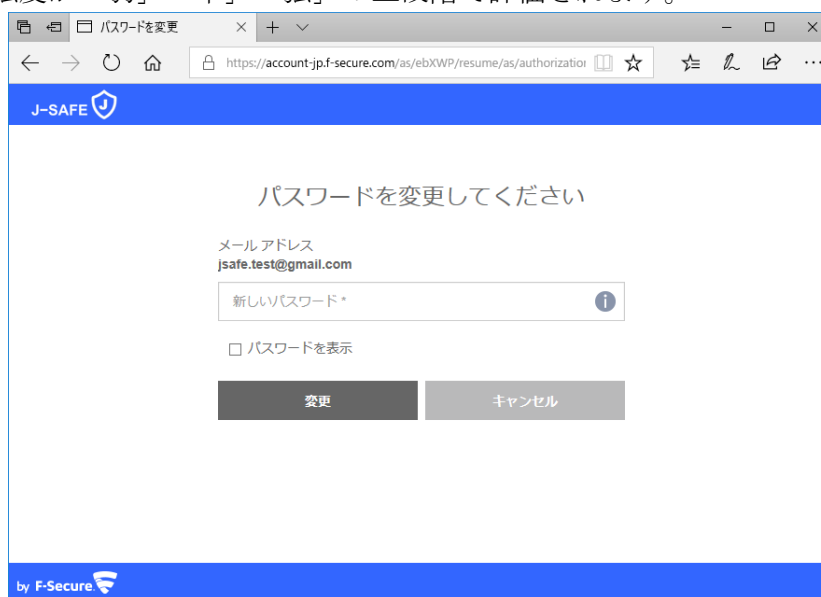 パスワードを変更
https://account-jp.f-secure.com/as/ebXWP/resume/as/authorization
J-SAFE
パスワードを変更してください
メール アドレス
jsafe.test@gmail.com
新しいパスワード *
パスワードを表示
変更 キャンセル
by F-Secure.